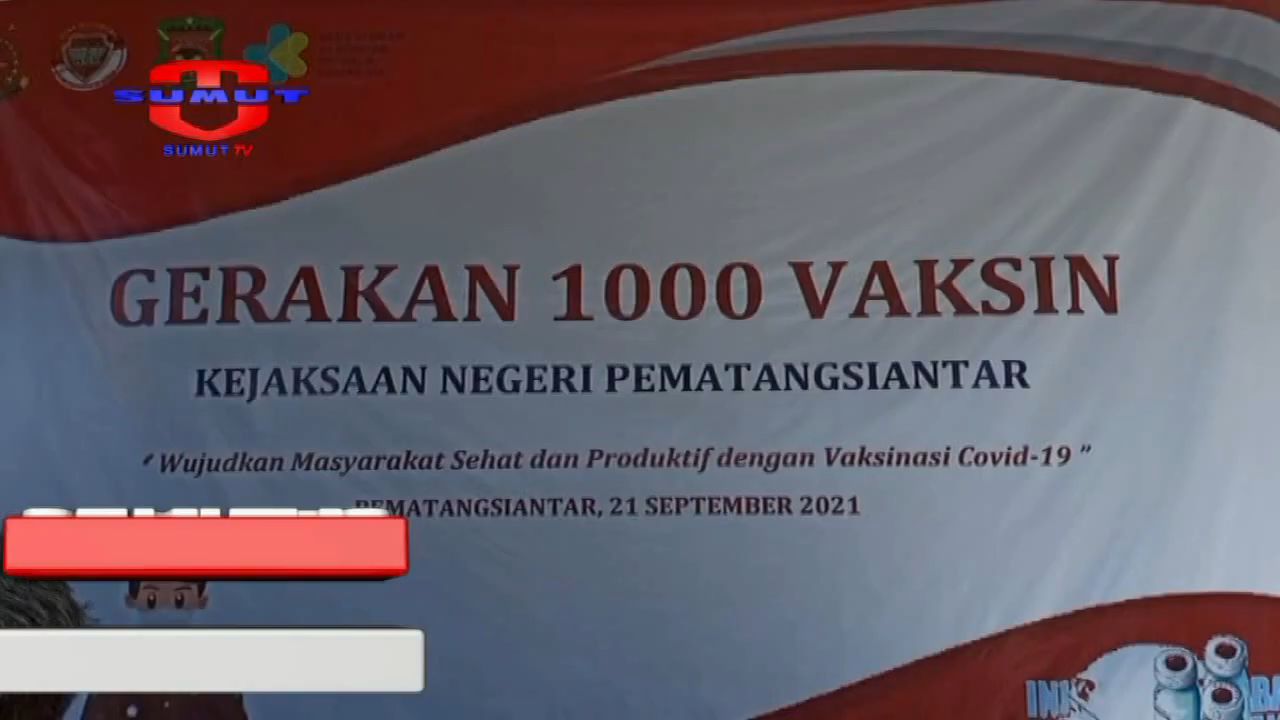 SUMUT
SUMUT TV
GERAKAN 1000 VAKSIN
KEJAKSAAN NEGERI PEMATANGSIANTAR
" Wujudkan Masyarakat Sehat dan Produktif dengan Vaksinasi Covid-19 "
PEMATANGSIANTAR, 21 SEPTEMBER 2021